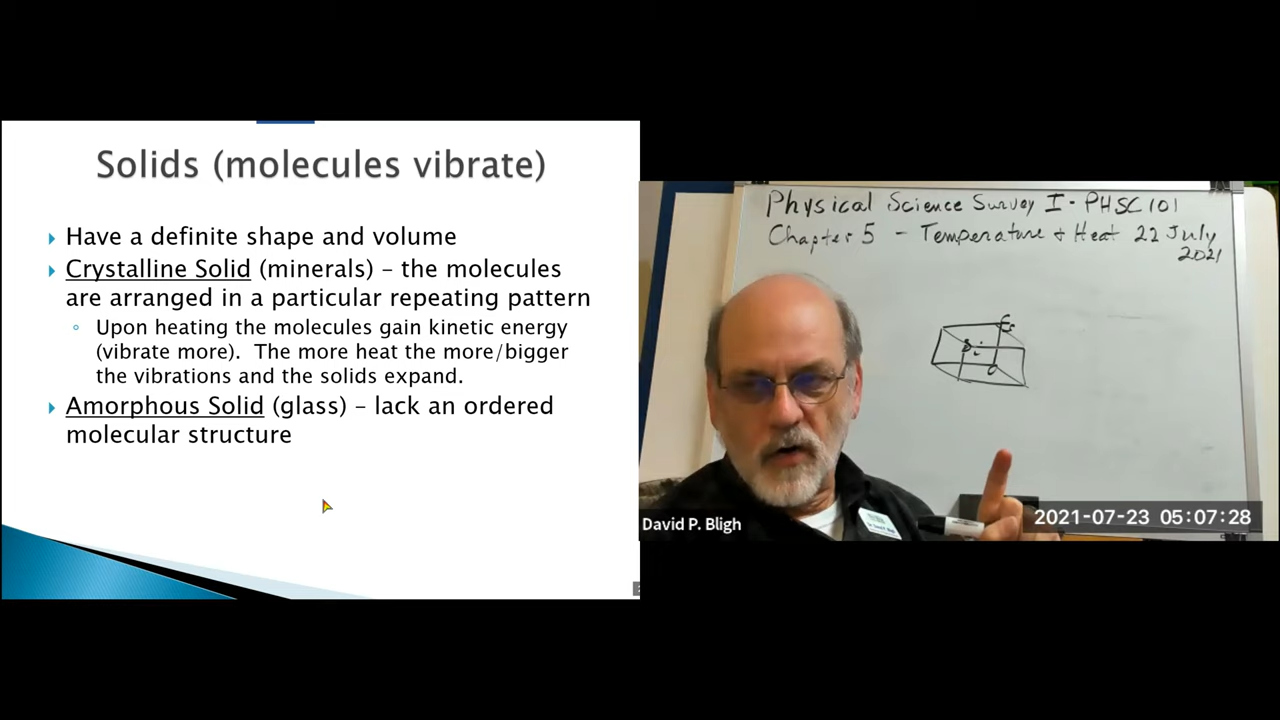 Solids (molecules vibrate)
Have a definite shape and volume
Crystalline Solid (minerals) – the molecules
are arranged in a particular repeating pattern
Upon heating the molecules gain kinetic energy
(vibrate more). The more heat the more/bigger
the vibrations and the solids expand.
Amorphous Solid (glass) – lack an ordered
molecular structure
Physical Science Survey I - PHSC 101
Chapter 5 - Temperature & Heat 22 July
2021
David P. Bligh
2021-07-23 05:07:28